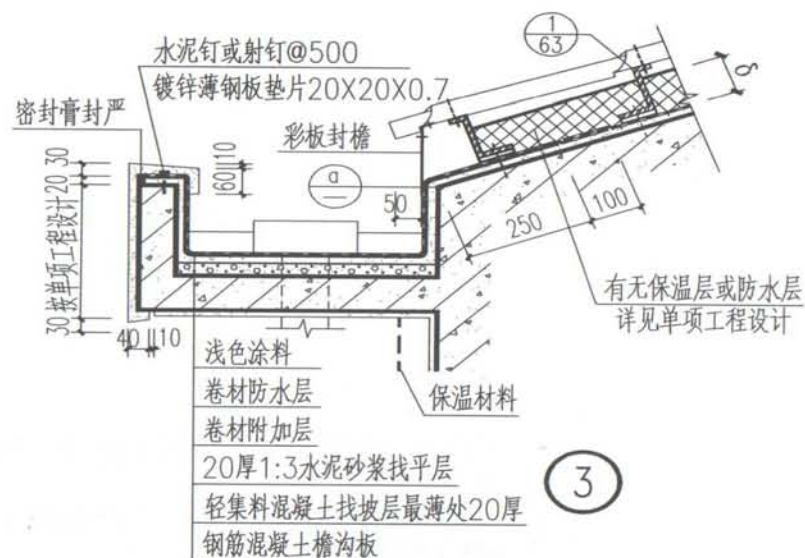 水泥钉或射钉@500
镀锌薄钢板垫片20X20X0.7
密封膏封严
彩板封檐
1
63
δ
a
60
10
30
20
按单项工程设计
30
40
10
50
250
100
有无保温层或防水层
详见单项工程设计
浅色涂料
卷材防水层
卷材附加层
20厚1:3水泥砂浆找平层
轻集料混凝土找坡层最薄处20厚
钢筋混凝土檐沟板
保温材料
3